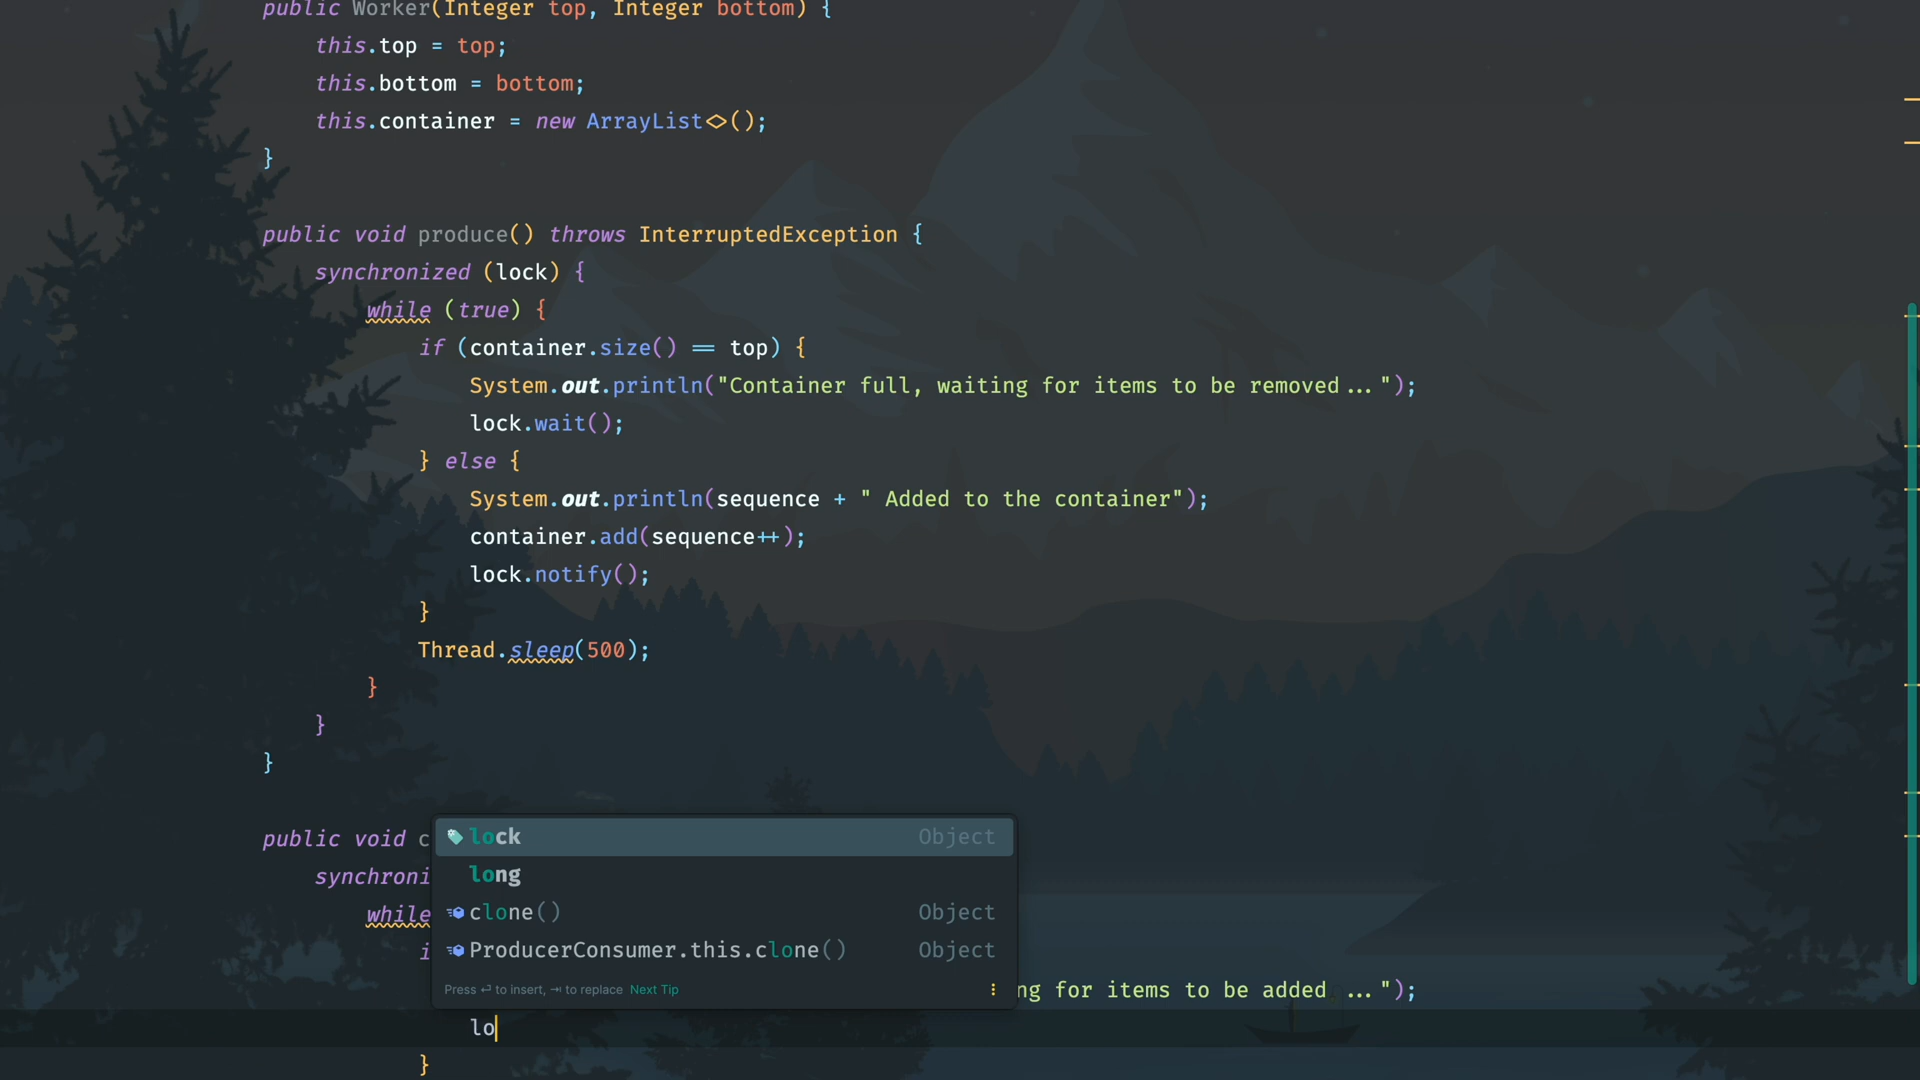 public Worker(Integer top, Integer bottom) {
this.top = top;
this.bottom = bottom;
this.container = new ArrayList<>();
}
public void produce() throws InterruptedException {
synchronized (lock) {
while (true) {
if (container.size() == top) {
System.out.println("Container full, waiting for items to be removed...");
lock.wait();
} else {
System.out.println(sequence + " Added to the container");
container.add(sequence++);
lock.notify();
}
Thread.sleep(500);
}
}
}
public void c
synchroni
while
i
lock Object
long
clone() Object
ProducerConsumer.this.clone() Object
Press ↵ to insert, ⇥ to replace Next Tip
ng for items to be added ...");
lo
}